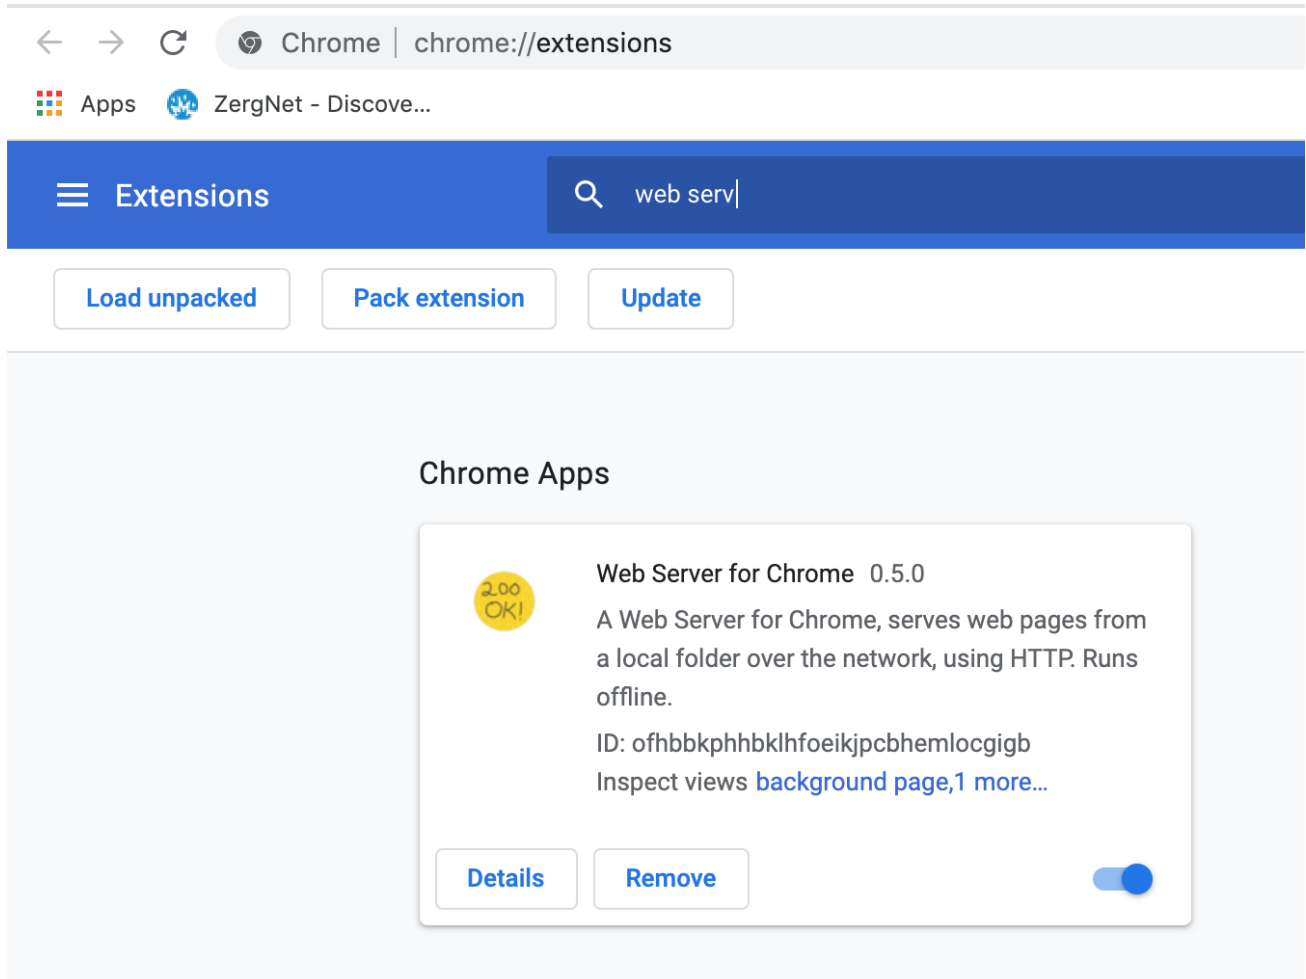 Chrome | chrome://extensions
Apps ZergNet - Discove...
Extensions web serv
Load unpacked Pack extension Update
Chrome Apps
200
OK!
Web Server for Chrome 0.5.0
A Web Server for Chrome, serves web pages from
a local folder over the network, using HTTP. Runs
offline.
ID: ofhbbkphhbklhfoeikjpcbhemlocgigb
Inspect views background page,1 more...
Details Remove